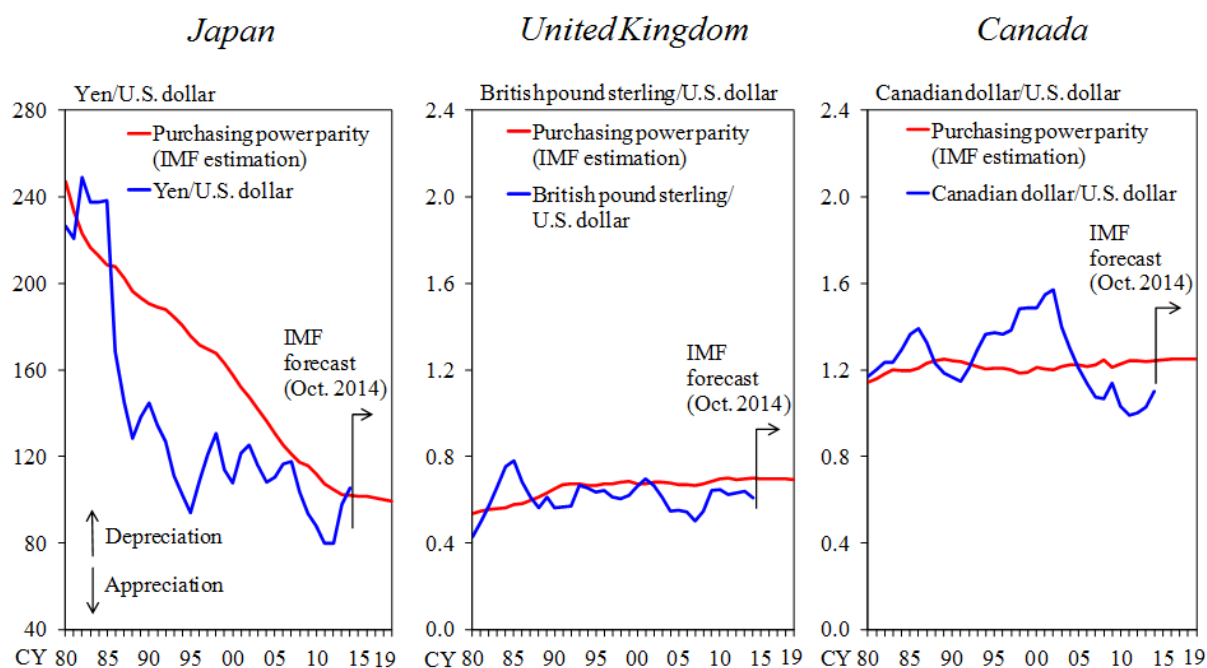 Japan
Yen/U.S. dollar
280
240
200
160
120
80
40
Purchasing power parity
(IMF estimation)
Yen/U.S. dollar
IMF
forecast
(Oct. 2014)
Depreciation
Appreciation
CY 80 85 90 95 00 05 10 15 19
United Kingdom
British pound sterling/U.S. dollar
2.4
2.0
1.6
1.2
0.8
0.4
0.0
Purchasing power parity
(IMF estimation)
British pound sterling/
U.S. dollar
IMF
forecast
(Oct. 2014)
CY 80 85 90 95 00 05 10 15 19
Canada
Canadian dollar/U.S. dollar
2.4
2.0
1.6
1.2
0.8
0.4
0.0
Purchasing power parity
(IMF estimation)
Canadian dollar/U.S. dollar
IMF
forecast
(Oct. 2014)
CY 80 85 90 95 00 05 10 15 19